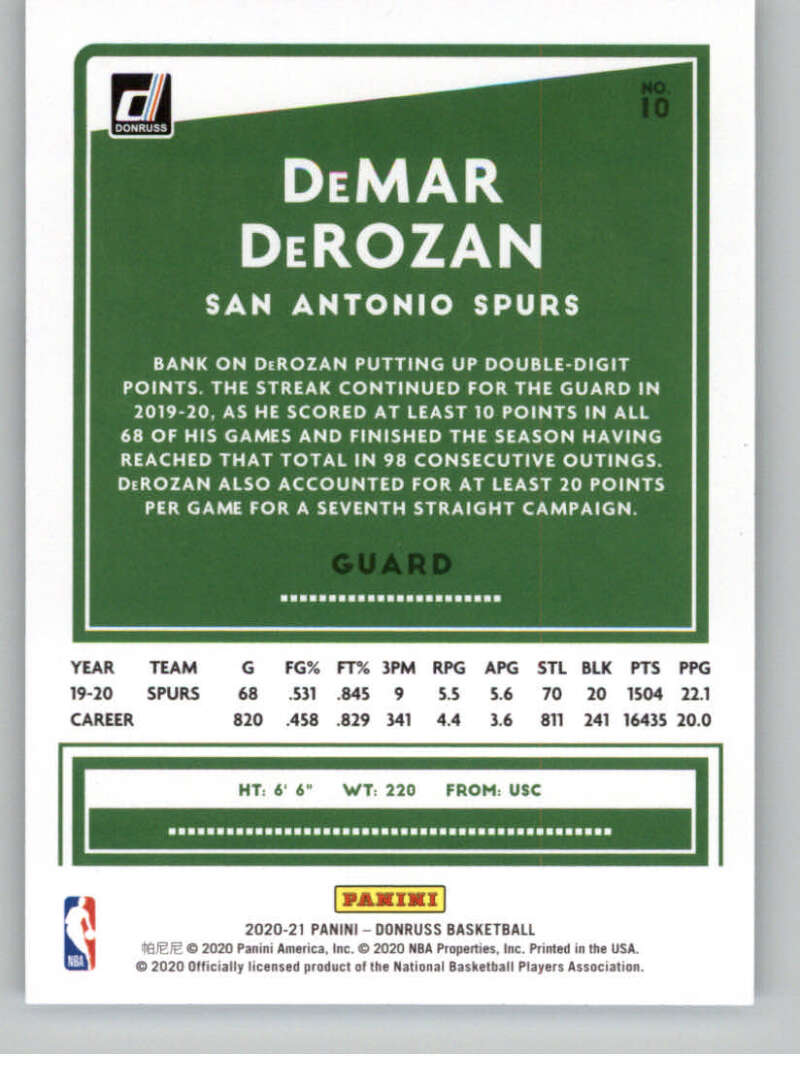 DONRUSS
NO.
10
DeMAR
DeROZAN
SAN ANTONIO SPURS
BANK ON DeROZAN PUTTING UP DOUBLE-DIGIT
POINTS. THE STREAK CONTINUED FOR THE GUARD IN
2019-20, AS HE SCORED AT LEAST 10 POINTS IN ALL
68 OF HIS GAMES AND FINISHED THE SEASON HAVING
REACHED THAT TOTAL IN 98 CONSECUTIVE OUTINGS.
DeROZAN ALSO ACCOUNTED FOR AT LEAST 20 POINTS
PER GAME FOR A SEVENTH STRAIGHT CAMPAIGN.
GUARD
YEAR TEAM G FG% FT% 3PM RPG APG STL BLK PTS PPG
19-20 SPURS 68 .531 .845 9 5.5 5.6 70 20 1504 22.1
CAREER 820 .458 .829 341 4.4 3.6 811 241 16435 20.0
HT: 6' 6" WT: 220 FROM: USC
PANINI
2020-21 PANINI – DONRUSS BASKETBALL
帕尼尼 © 2020 Panini America, Inc. © 2020 NBA Properties, Inc. Printed in the USA.
© 2020 Officially licensed product of the National Basketball Players Association.
NBA